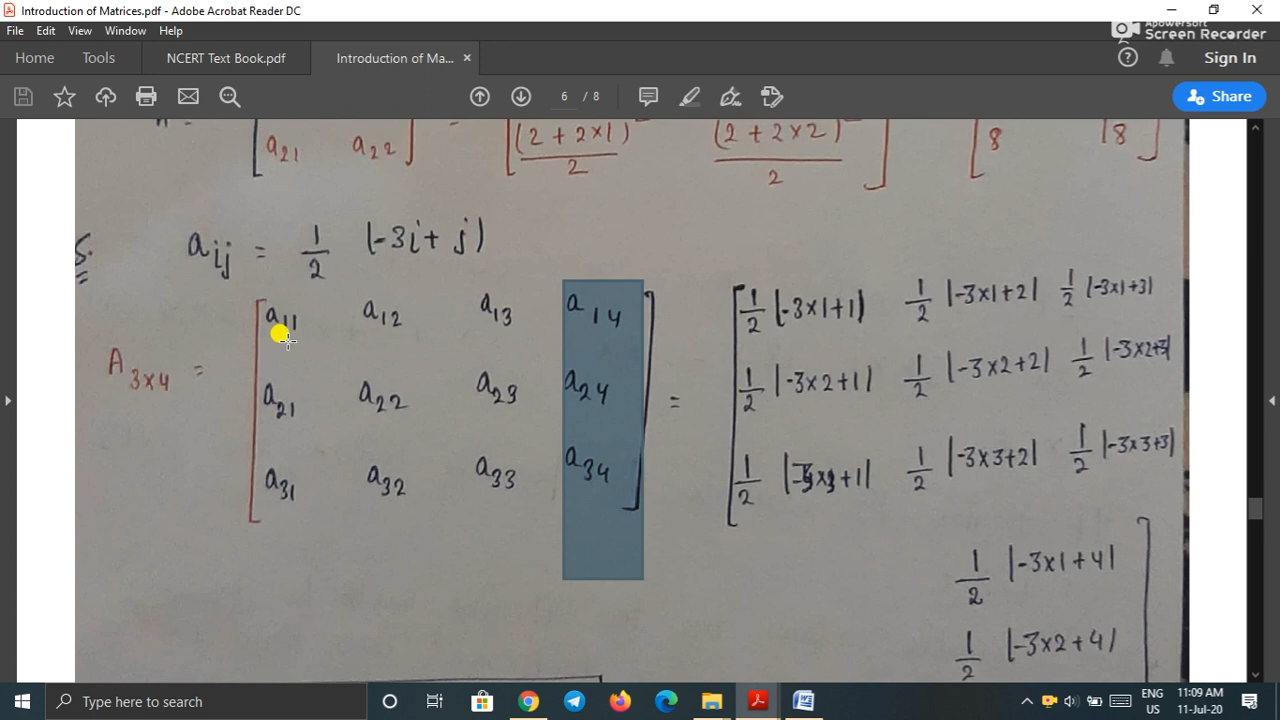 Introduction of Matrices.pdf - Adobe Acrobat Reader DC
File Edit View Window Help
Apowersoft
Screen Recorder
Home Tools NCERT Text Book.pdf Introduction of Ma... × Sign In
6 / 8 Share
a21 a22 (2 + 2×1) (2 + 2×2) 8 18
2 2
5. aij = 1/2 |-3i + j|
A3×4 = [ a11 a12 a13 a14 = [ 1/2 |-3×1+1| 1/2 |-3×1+2| 1/2 |-3×1+3|
a21 a22 a23 a24 1/2 |-3×2+1| 1/2 |-3×2+2| 1/2 |-3×2+3|
a31 a32 a33 a34 ] 1/2 |-3×3+1| 1/2 |-3×3+2| 1/2 |-3×3+3|
1/2 |-3×1+4|
1/2 |-3×2+4|
Type here to search
ENG
US
11:09 AM
11-Jul-20